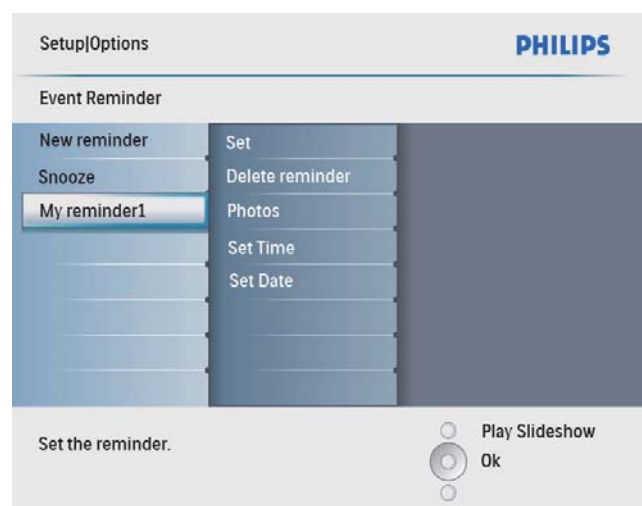 Setup|Options
PHILIPS
Event Reminder
New reminder
Snooze
My reminder1
Set
Delete reminder
Photos
Set Time
Set Date
Set the reminder.
Play Slideshow
Ok